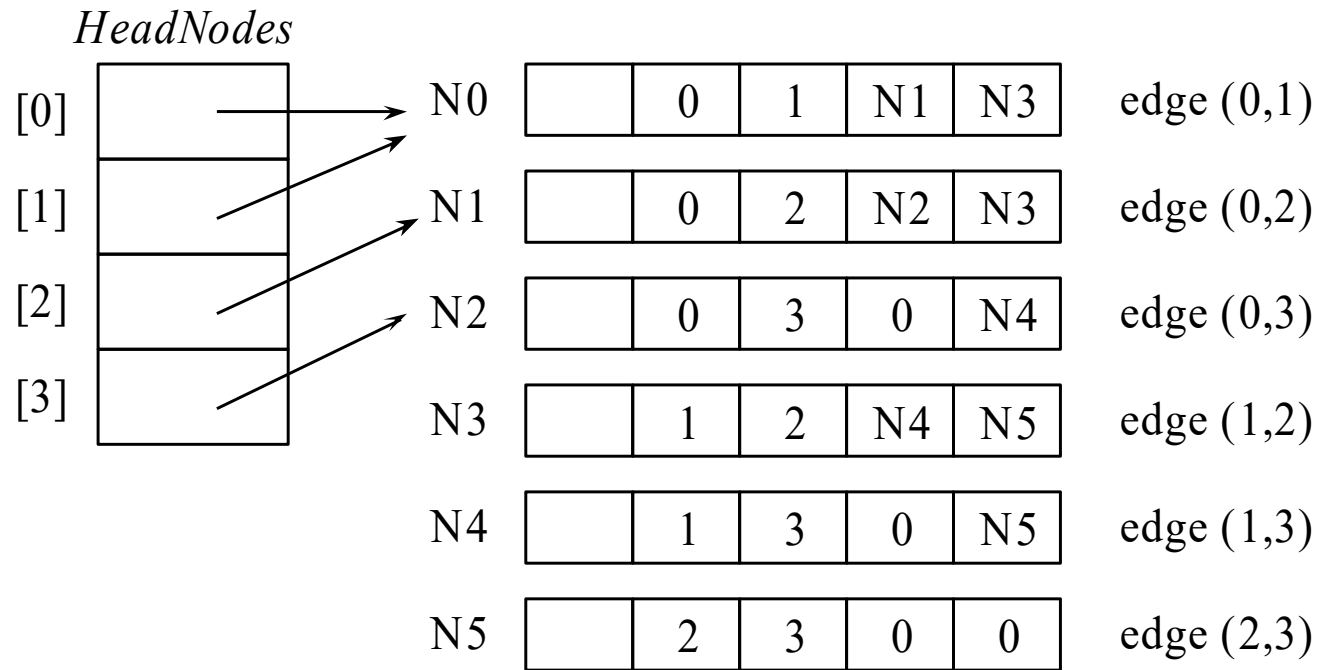 HeadNodes
[0] N0 0 1 N1 N3 edge (0,1)
[1] N1 0 2 N2 N3 edge (0,2)
[2] N2 0 3 0 N4 edge (0,3)
[3] N3 1 2 N4 N5 edge (1,2)
N4 1 3 0 N5 edge (1,3)
N5 2 3 0 0 edge (2,3)